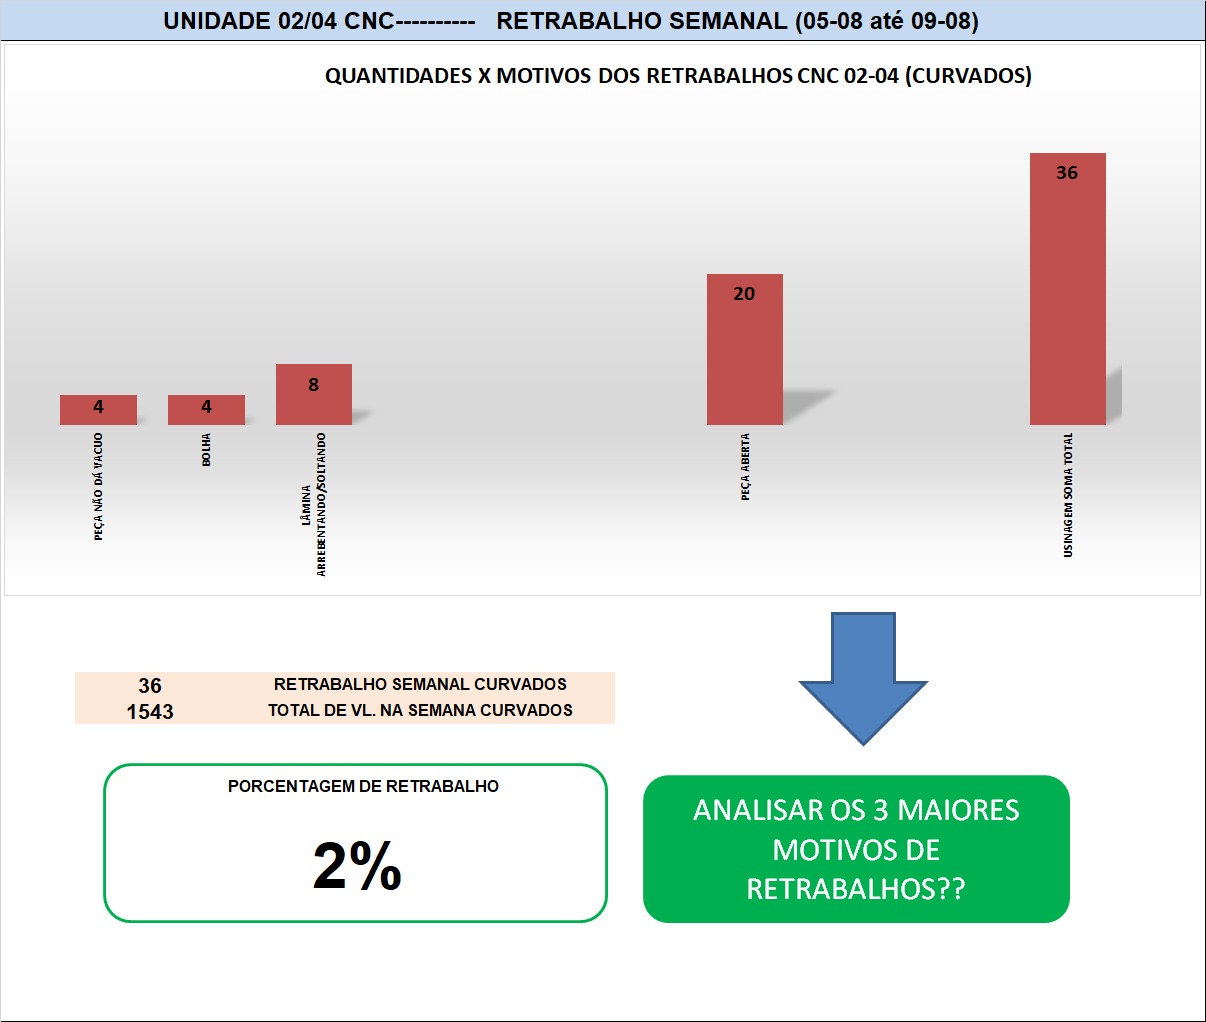 UNIDADE 02/04 CNC---------- RETRABALHO SEMANAL (05-08 até 09-08)
QUANTIDADES X MOTIVOS DOS RETRABALHOS CNC 02-04 (CURVADOS)
4
4
8
20
36
PEÇA NÃO DÁ VACUO
BOLHA
LÂMINA
ARREBENTANDO/SOLTANDO
PEÇA ABERTA
USINAGEM SOMA TOTAL
36 RETRABALHO SEMANAL CURVADOS
1543 TOTAL DE VL. NA SEMANA CURVADOS
PORCENTAGEM DE RETRABALHO
2%
ANALISAR OS 3 MAIORES
MOTIVOS DE
RETRABALHOS??